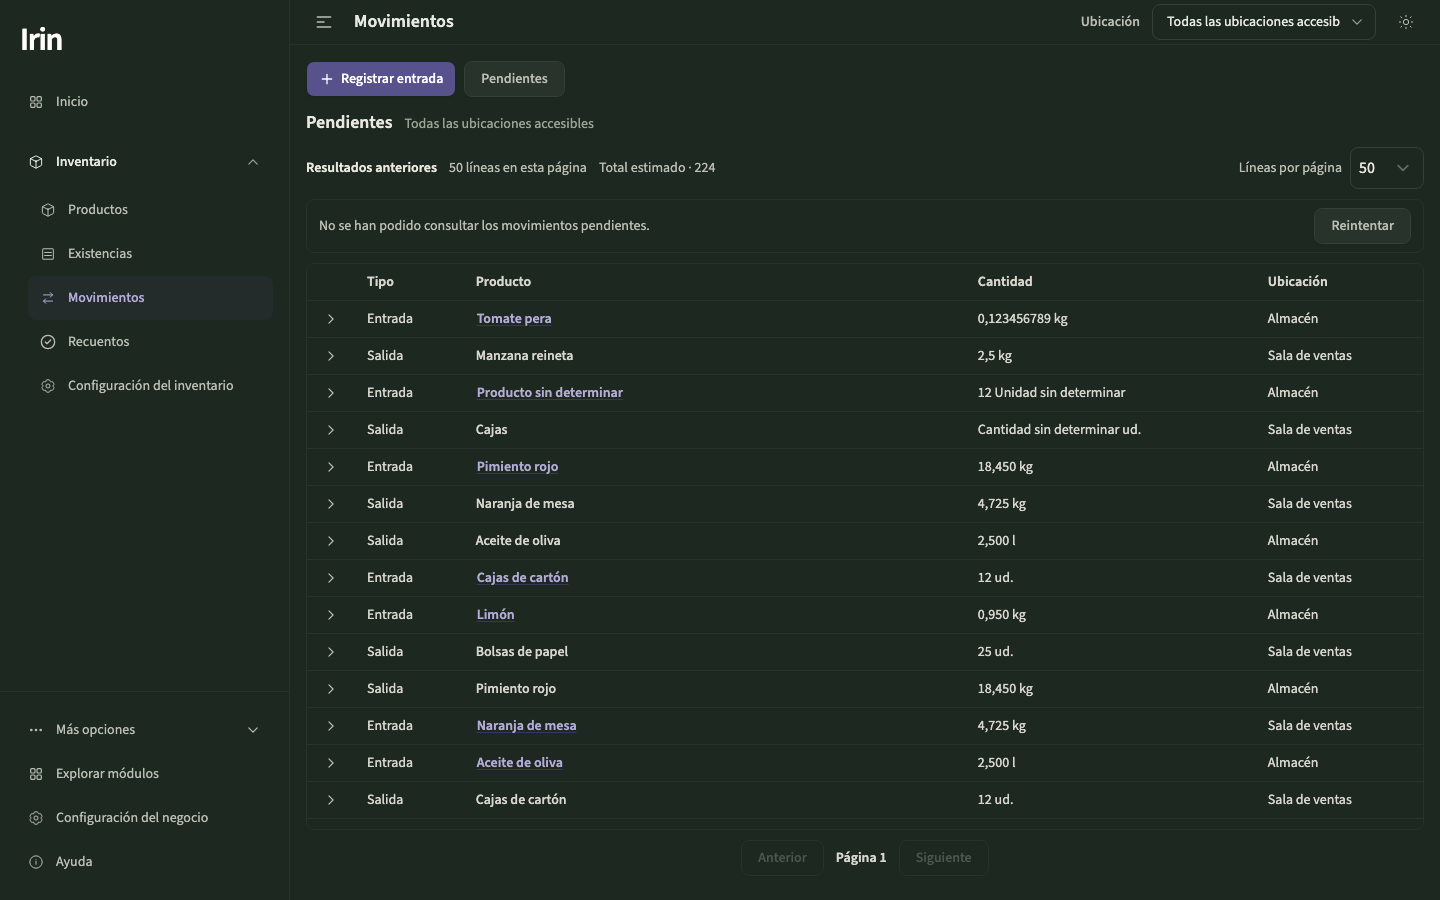 Irin
Inicio
Inventario
Productos
Existencias
Movimientos
Recuentos
Configuración del inventario
Más opciones
Explorar módulos
Configuración del negocio
Ayuda
Movimientos
Ubicación Todas las ubicaciones accesib
Registrar entrada Pendientes
Pendientes Todas las ubicaciones accesibles
Resultados anteriores 50 líneas en esta página Total estimado · 224 Líneas por página 50
No se han podido consultar los movimientos pendientes. Reintentar
Tipo Producto Cantidad Ubicación
Entrada Tomate pera 0,123456789 kg Almacén
Salida Manzana reineta 2,5 kg Sala de ventas
Entrada Producto sin determinar 12 Unidad sin determinar Almacén
Salida Cajas Cantidad sin determinar ud. Sala de ventas
Entrada Pimiento rojo 18,450 kg Almacén
Salida Naranja de mesa 4,725 kg Sala de ventas
Salida Aceite de oliva 2,500 l Almacén
Entrada Cajas de cartón 12 ud. Sala de ventas
Entrada Limón 0,950 kg Almacén
Salida Bolsas de papel 25 ud. Sala de ventas
Salida Pimiento rojo 18,450 kg Almacén
Entrada Naranja de mesa 4,725 kg Sala de ventas
Entrada Aceite de oliva 2,500 l Almacén
Salida Cajas de cartón 12 ud. Sala de ventas
Anterior Página 1 Siguiente